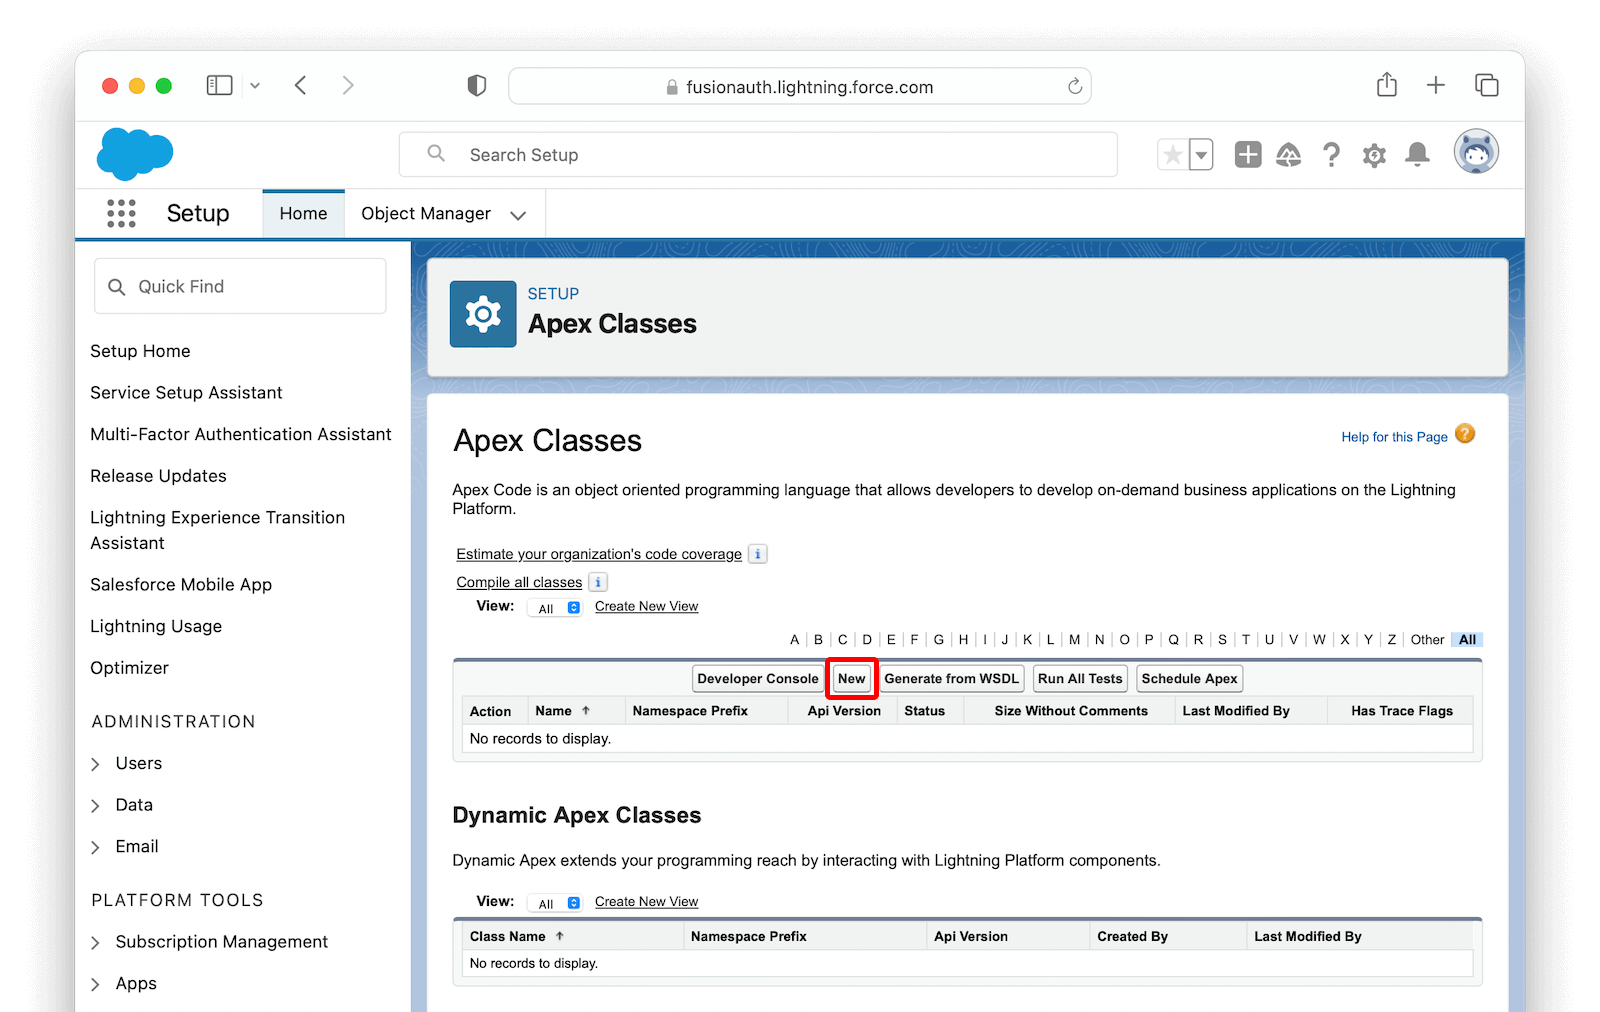 fusionauth.lightning.force.com
Search Setup
Setup
Home
Object Manager
Quick Find
Setup Home
Service Setup Assistant
Multi-Factor Authentication Assistant
Release Updates
Lightning Experience Transition
Assistant
Salesforce Mobile App
Lightning Usage
Optimizer
ADMINISTRATION
Users
Data
Email
PLATFORM TOOLS
Subscription Management
Apps
SETUP
Apex Classes
Apex Classes
Help for this Page ?
Apex Code is an object oriented programming language that allows developers to develop on-demand business applications on the Lightning
Platform.
Estimate your organization's code coverage i
Compile all classes i
View: All Create New View
A | B | C | D | E | F | G | H | I | J | K | L | M | N | O | P | Q | R | S | T | U | V | W | X | Y | Z | Other All
Developer Console New Generate from WSDL Run All Tests Schedule Apex
Action Name ↑ Namespace Prefix Api Version Status Size Without Comments Last Modified By Has Trace Flags
No records to display.
Dynamic Apex Classes
Dynamic Apex extends your programming reach by interacting with Lightning Platform components.
View: All Create New View
Class Name ↑ Namespace Prefix Api Version Created By Last Modified By
No records to display.